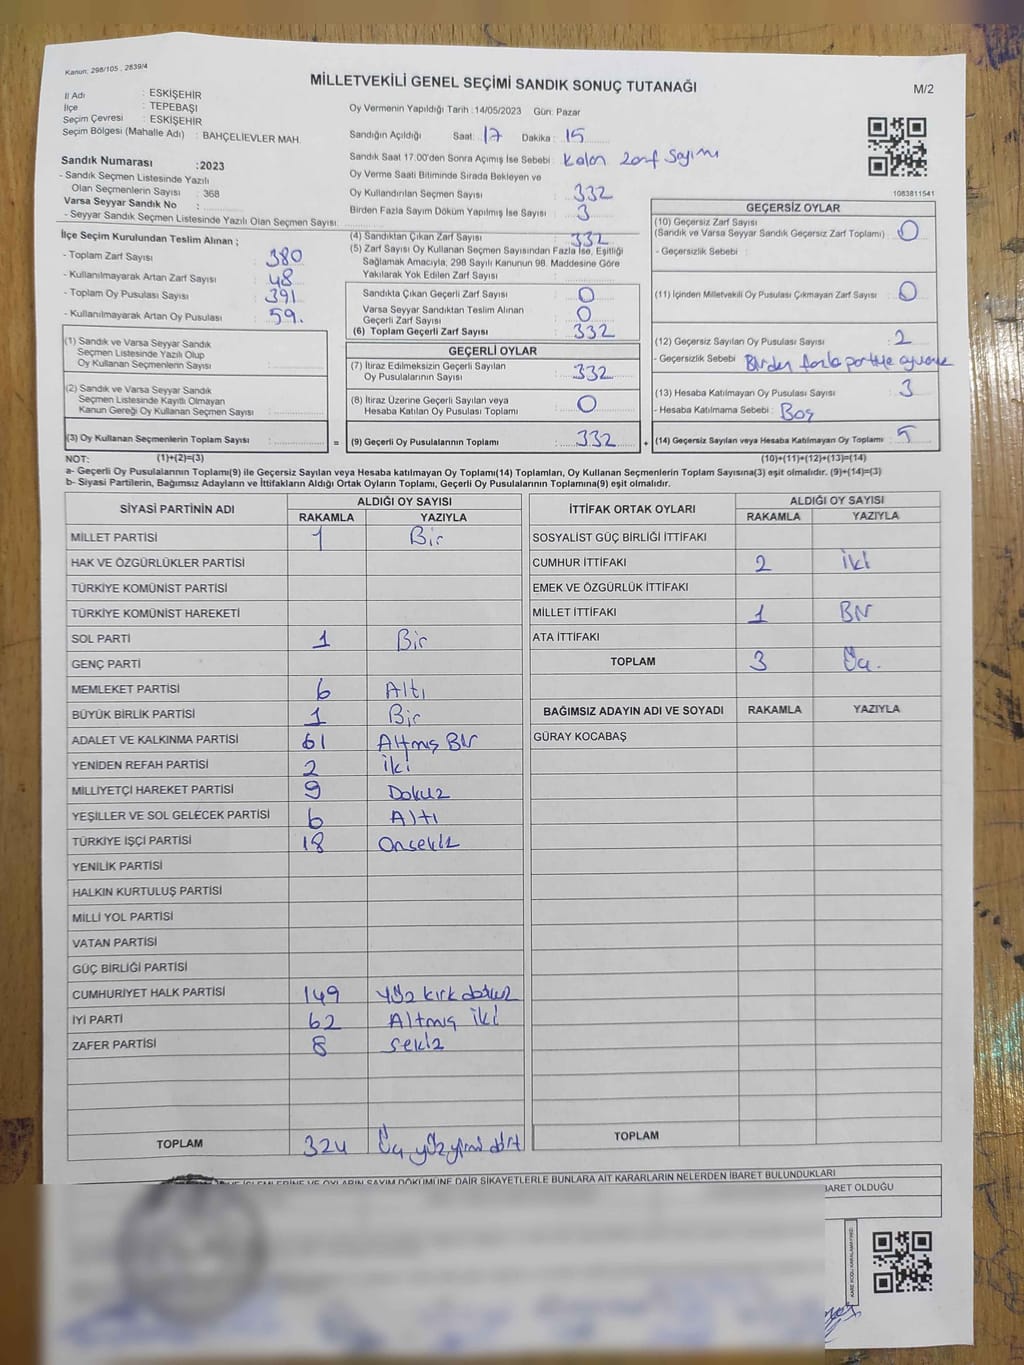 Kanun: 298/105 , 2839/4
MİLLETVEKİLİ GENEL SEÇİMİ SANDIK SONUÇ TUTANAĞI
M/2
İl Adı : ESKİŞEHİR
İlçe : TEPEBAŞI
Seçim Çevresi : ESKİŞEHİR
Seçim Bölgesi (Mahalle Adı) : BAHÇELİEVLER MAH.
Sandık Numarası :2023
- Sandık Seçmen Listesinde Yazılı
Olan Seçmenlerin Sayısı : 368
Varsa Seyyar Sandık No :
- Seyyar Sandık Seçmen Listesinde Yazılı Olan Seçmen Sayısı
Oy Vermenin Yapıldığı Tarih :14/05/2023 Gün: Pazar
Sandığın Açıldığı Saat: 17 Dakika : 15
Sandık Saat 17.00'den Sonra Açımış İse Sebebi : Kalan zarf sayımı
Oy Verme Saati Bitiminde Sırada Bekleyen ve
Oy Kullandırılan Seçmen Sayısı : 332
Birden Fazla Sayım Döküm Yapılmış İse Sayısı : 3
1083811541
İlçe Seçim Kurulundan Teslim Alınan ;
- Toplam Zarf Sayısı : 380
- Kullanılmayarak Artan Zarf Sayısı : 48
- Toplam Oy Pusulası Sayısı : 391
- Kullanılmayarak Artan Oy Pusulası : 59.
(4) Sandıktan Çıkan Zarf Sayısı : 332
(5) Zarf Sayısı Oy Kullanan Seçmen Sayısından Fazla İse, Eşitliği
Sağlamak Amacıyla, 298 Sayılı Kanunun 98. Maddesine Göre
Yakılarak Yok Edilen Zarf Sayısı :
Sandıkta Çıkan Geçerli Zarf Sayısı : 0
Varsa Seyyar Sandıktan Teslim Alınan
Geçerli Zarf Sayısı : 0
(6) Toplam Geçerli Zarf Sayısı : 332
GEÇERSİZ OYLAR
(10) Geçersiz Zarf Sayısı
(Sandık ve Varsa Seyyar Sandık Geçersiz Zarf Toplamı) : 0
- Geçersizlik Sebebi :
(11) İçinden Milletvekili Oy Pusulası Çıkmayan Zarf Sayısı : 0
(12) Geçersiz Sayılan Oy Pusulası Sayısı : 2
- Geçersizlik Sebebi : Birden fazla partiye
(13) Hesaba Katılmayan Oy Pusulası Sayısı : 3
- Hesaba Katılmama Sebebi : Boş
(14) Geçersiz Sayılan veya Hesaba Katılmayan Oy Toplamı : 5
(1) Sandık ve Varsa Seyyar Sandık
Seçmen Listesinde Yazılı Olup
Oy Kullanan Seçmenlerin Sayısı :
(2) Sandık ve Varsa Seyyar Sandık
Seçmen Listesinde Kayıtlı Olmayan
Kanun Gereği Oy Kullanan Seçmen Sayısı :
(3) Oy Kullanan Seçmenlerin Toplam Sayısı : =
GEÇERLİ OYLAR
(7) İtiraz Edilmeksizin Geçerli Sayılan
Oy Pusulalarının Sayısı : 332
(8) İtiraz Üzerine Geçerli Sayılan veya
Hesaba Katılan Oy Pusulası Toplamı : 0
(9) Geçerli Oy Pusulalarının Toplamı : 332 +
NOT: (1)+(2)=(3) (10)+(11)+(12)+(13)=(14)
a- Geçerli Oy Pusulalarının Toplamı(9) ile Geçersiz Sayılan veya Hesaba katılmayan Oy Toplamı(14) Toplamları, Oy Kullanan Seçmenlerin Toplam Sayısına(3) eşit olmalıdır. (9)+(14)=(3)
b- Siyasi Partilerin, Bağımsız Adayların ve İttifakların Aldığı Ortak Oyların Toplamı, Geçerli Oy Pusulalarının Toplamına(9) eşit olmalıdır.
SİYASİ PARTİNİN ADI ALDIĞI OY SAYISI
RAKAMLA YAZIYLA
MİLLET PARTİSİ 1 Bir
HAK VE ÖZGÜRLÜKLER PARTİSİ
TÜRKİYE KOMÜNİST PARTİSİ
TÜRKİYE KOMÜNİST HAREKETİ
SOL PARTİ 1 Bir
GENÇ PARTİ
MEMLEKET PARTİSİ 6 Altı
BÜYÜK BİRLİK PARTİSİ 1 Bir
ADALET VE KALKINMA PARTİSİ 61 Altmış Bir
YENİDEN REFAH PARTİSİ 2 İki
MİLLİYETÇİ HAREKET PARTİSİ 9 Dokuz
YEŞİLLER VE SOL GELECEK PARTİSİ 6 Altı
TÜRKİYE İŞÇİ PARTİSİ 18 Onsekiz
YENİLİK PARTİSİ
HALKIN KURTULUŞ PARTİSİ
MİLLİ YOL PARTİSİ
VATAN PARTİSİ
GÜÇ BİRLİĞİ PARTİSİ
CUMHURİYET HALK PARTİSİ 149 Yüz kırk dokuz
İYİ PARTİ 62 Altmış iki
ZAFER PARTİSİ 8 Sekiz
TOPLAM 324 Üç yüz yirmi dört
İTTİFAK ORTAK OYLARI ALDIĞI OY SAYISI
RAKAMLA YAZIYLA
SOSYALİST GÜÇ BİRLİĞİ İTTİFAKI
CUMHUR İTTİFAKI 2 İki
EMEK VE ÖZGÜRLÜK İTTİFAKI
MİLLET İTTİFAKI 1 Bir
ATA İTTİFAKI
TOPLAM 3 Üç.
BAĞIMSIZ ADAYIN ADI VE SOYADI RAKAMLA YAZIYLA
GÜRAY KOCABAŞ
TOPLAM
VE OYLARIN SAYIM DÖKÜMÜNE DAİR ŞİKAYETLERLE BUNLARA AİT KARARLARIN NELERDEN İBARET BULUNDUKLARI
BARET OLDUĞU